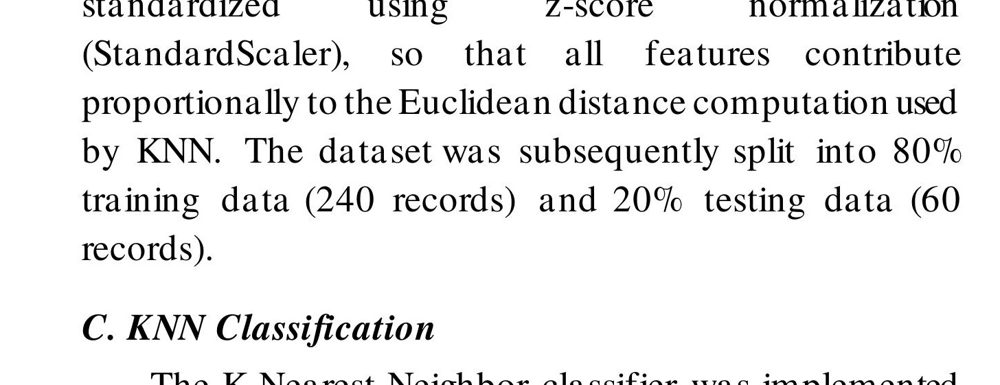 standardized using z-score normalization
(StandardScaler), so that all features contribute
proportionally to the Euclidean distance computation used
by KNN. The dataset was subsequently split into 80%
training data (240 records) and 20% testing data (60
records).
C. KNN Classification
The K-Nearest Neighbor classifier was implemented